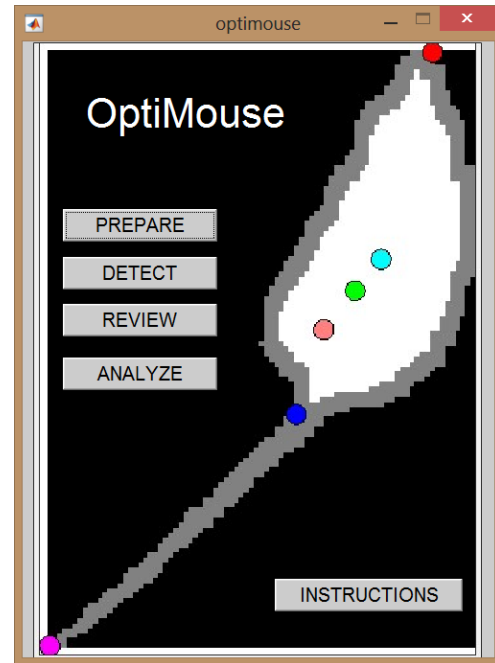 optimouse
OptiMouse
PREPARE
DETECT
REVIEW
ANALYZE
INSTRUCTIONS